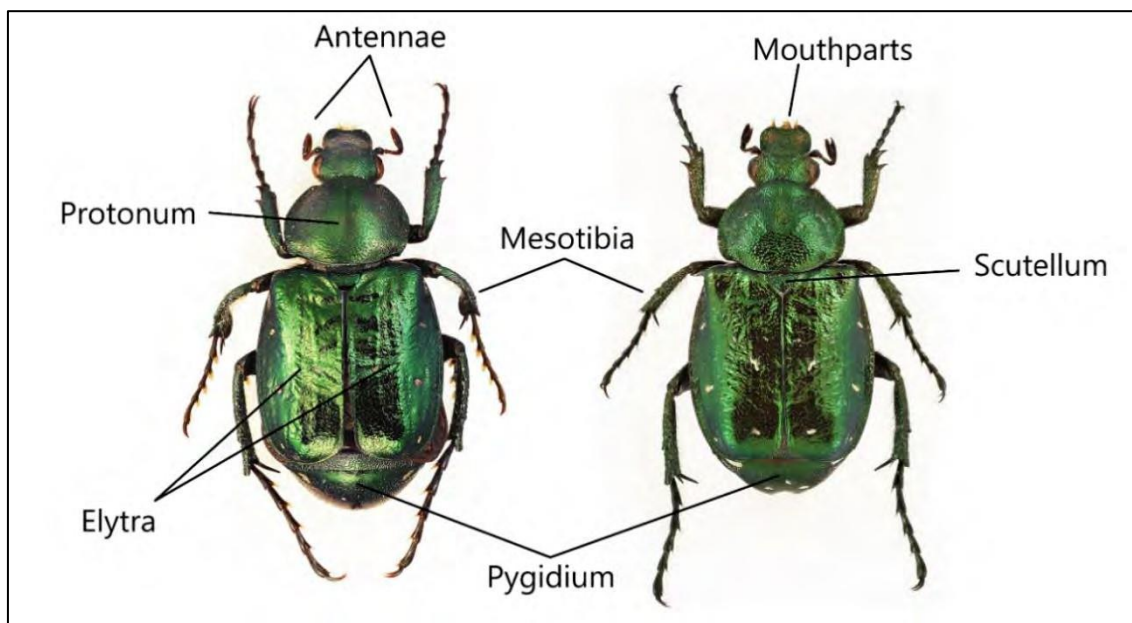 Antennae
Mouthparts
Protonum
Mesotibia
Scutellum
Elytra
Pygidium